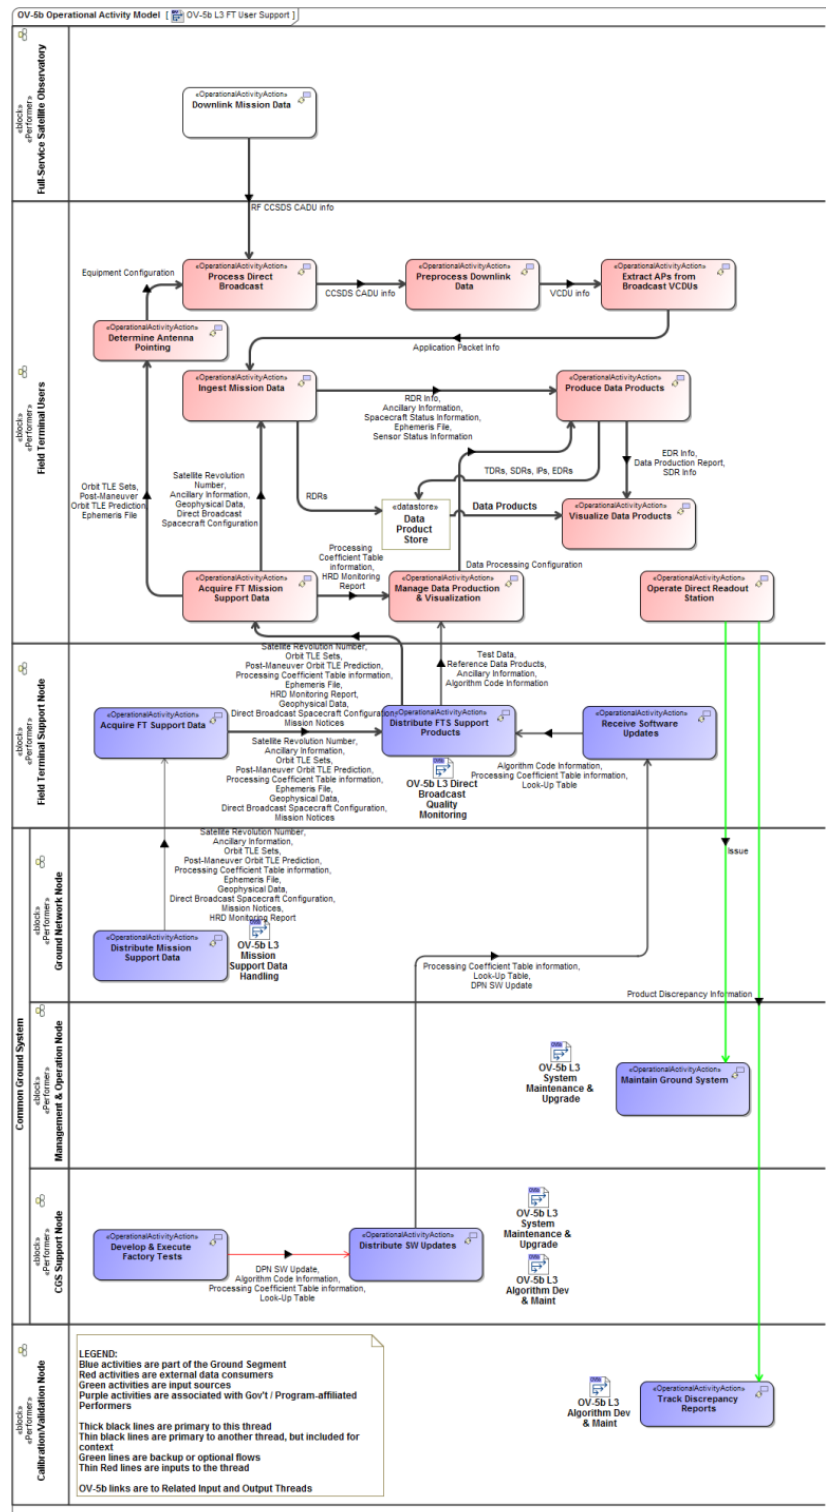 OV-5b Operational Activity Model [ OV-5b L3 FT User Support ]
«block»
«Performer»
Full-Service Satellite Observatory
«OperationalActivityAction»
Downlink Mission Data
RF CCSDS CADU info
«block»
«Performer»
Field Terminal Users
Equipment Configuration
«OperationalActivityAction»
Process Direct
Broadcast
CCSDS CADU info
«OperationalActivityAction»
Preprocess Downlink
Data
VCDU info
«OperationalActivityAction»
Extract APs from
Broadcast VCDUs
«OperationalActivityAction»
Determine Antenna
Pointing
Application Packet Info
«OperationalActivityAction»
Ingest Mission Data
RDR Info,
Ancillary Information,
Spacecraft Status Information,
Ephemeris File,
Sensor Status Information
«OperationalActivityAction»
Produce Data Products
TDRs, SDRs, IPs, EDRs
EDR Info,
Data Production Report,
SDR Info
Orbit TLE Sets,
Post-Maneuver
Orbit TLE Prediction,
Ephemeris File
Satellite Revolution
Number,
Ancillary Information,
Geophysical Data,
Direct Broadcast
Spacecraft Configuration
RDRs
«datastore»
Data
Product
Store
Data Products
«OperationalActivityAction»
Visualize Data Products
Processing
Coefficient Table
information,
HRD Monitoring
Report
Data Processing Configuration
«OperationalActivityAction»
Acquire FT Mission
Support Data
«OperationalActivityAction»
Manage Data Production
& Visualization
«OperationalActivityAction»
Operate Direct Readout
Station
«block»
«Performer»
Field Terminal Support Node
Satellite Revolution Number,
Orbit TLE Sets,
Post-Maneuver Orbit TLE Prediction,
Processing Coefficient Table information,
Ephemeris File,
HRD Monitoring Report,
Geophysical Data,
Direct Broadcast Spacecraft Configuration,
Mission Notices
Test Data,
Reference Data Products,
Ancillary Information,
Algorithm Code Information
«OperationalActivityAction»
Acquire FT Support Data
«OperationalActivityAction»
Distribute FTS Support
Products
«OperationalActivityAction»
Receive Software
Updates
Satellite Revolution Number,
Ancillary Information,
Orbit TLE Sets,
Post-Maneuver Orbit TLE Prediction,
Processing Coefficient Table information,
Ephemeris File,
Geophysical Data,
Direct Broadcast Spacecraft Configuration,
Mission Notices
OV-5b L3 Direct
Broadcast
Quality
Monitoring
Algorithm Code Information,
Processing Coefficient Table information,
Look-Up Table
Common Ground System
«block»
«Performer»
Ground Network Node
Satellite Revolution Number,
Ancillary Information,
Orbit TLE Sets,
Post-Maneuver Orbit TLE Prediction,
Processing Coefficient Table information,
Ephemeris File,
Geophysical Data,
Direct Broadcast Spacecraft Configuration,
Mission Notices,
HRD Monitoring Report
Issue
«OperationalActivityAction»
Distribute Mission
Support Data
OV-5b L3
Mission
Support Data
Handling
Processing Coefficient Table information,
Look-Up Table,
DPN SW Update
Product Discrepancy Information
«block»
«Performer»
Management & Operation Node
OV-5b L3
System
Maintenance &
Upgrade
«OperationalActivityAction»
Maintain Ground System
«block»
«Performer»
CGS Support Node
«OperationalActivityAction»
Develop & Execute
Factory Tests
DPN SW Update,
Algorithm Code Information,
Processing Coefficient Table information,
Look-Up Table
«OperationalActivityAction»
Distribute SW Updates
OV-5b L3
System
Maintenance &
Upgrade
OV-5b L3
Algorithm Dev
& Maint
«block»
«Performer»
Calibration/Validation Node
LEGEND:
Blue activities are part of the Ground Segment
Red activities are external data consumers
Green activities are input sources
Purple activities are associated with Gov't / Program-affiliated
Performers
Thick black lines are primary to this thread
Thin black lines are primary to another thread, but included for
context
Green lines are backup or optional flows
Thin Red lines are inputs to the thread
OV-5b links are to Related Input and Output Threads
OV-5b L3
Algorithm Dev
& Maint
«OperationalActivityAction»
Track Discrepancy
Reports